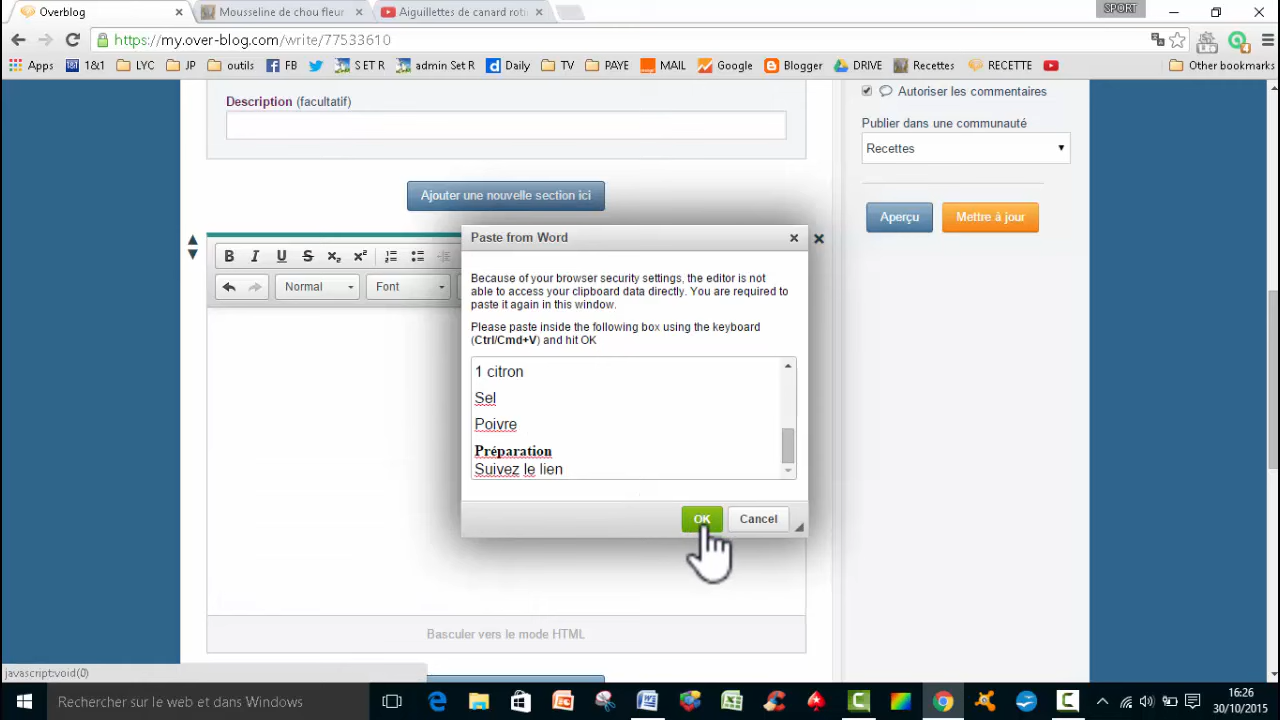 Overblog
Mousseline de chou fleur
Aiguillettes de canard roti
SPORT
https://my.over-blog.com/write/77533610
Apps
1&1
LYC
JP
outils
FB
S ET R
admin Set R
Daily
TV
PAYE
MAIL
Google
Blogger
DRIVE
Recettes
RECETTE
Other bookmarks
Description (facultatif)
Autoriser les commentaires
Publier dans une communauté
Recettes
Ajouter une nouvelle section ici
Aperçu
Mettre à jour
Paste from Word
B I U S x₂ x²
Normal
Font
Because of your browser security settings, the editor is not
able to access your clipboard data directly. You are required to
paste it again in this window.
Please paste inside the following box using the keyboard
(Ctrl/Cmd+V) and hit OK
1 citron
Sel
Poivre
Préparation
Suivez le lien
OK
Cancel
Basculer vers le mode HTML
javascript:void(0)
Rechercher sur le web et dans Windows
16:26
30/10/2015